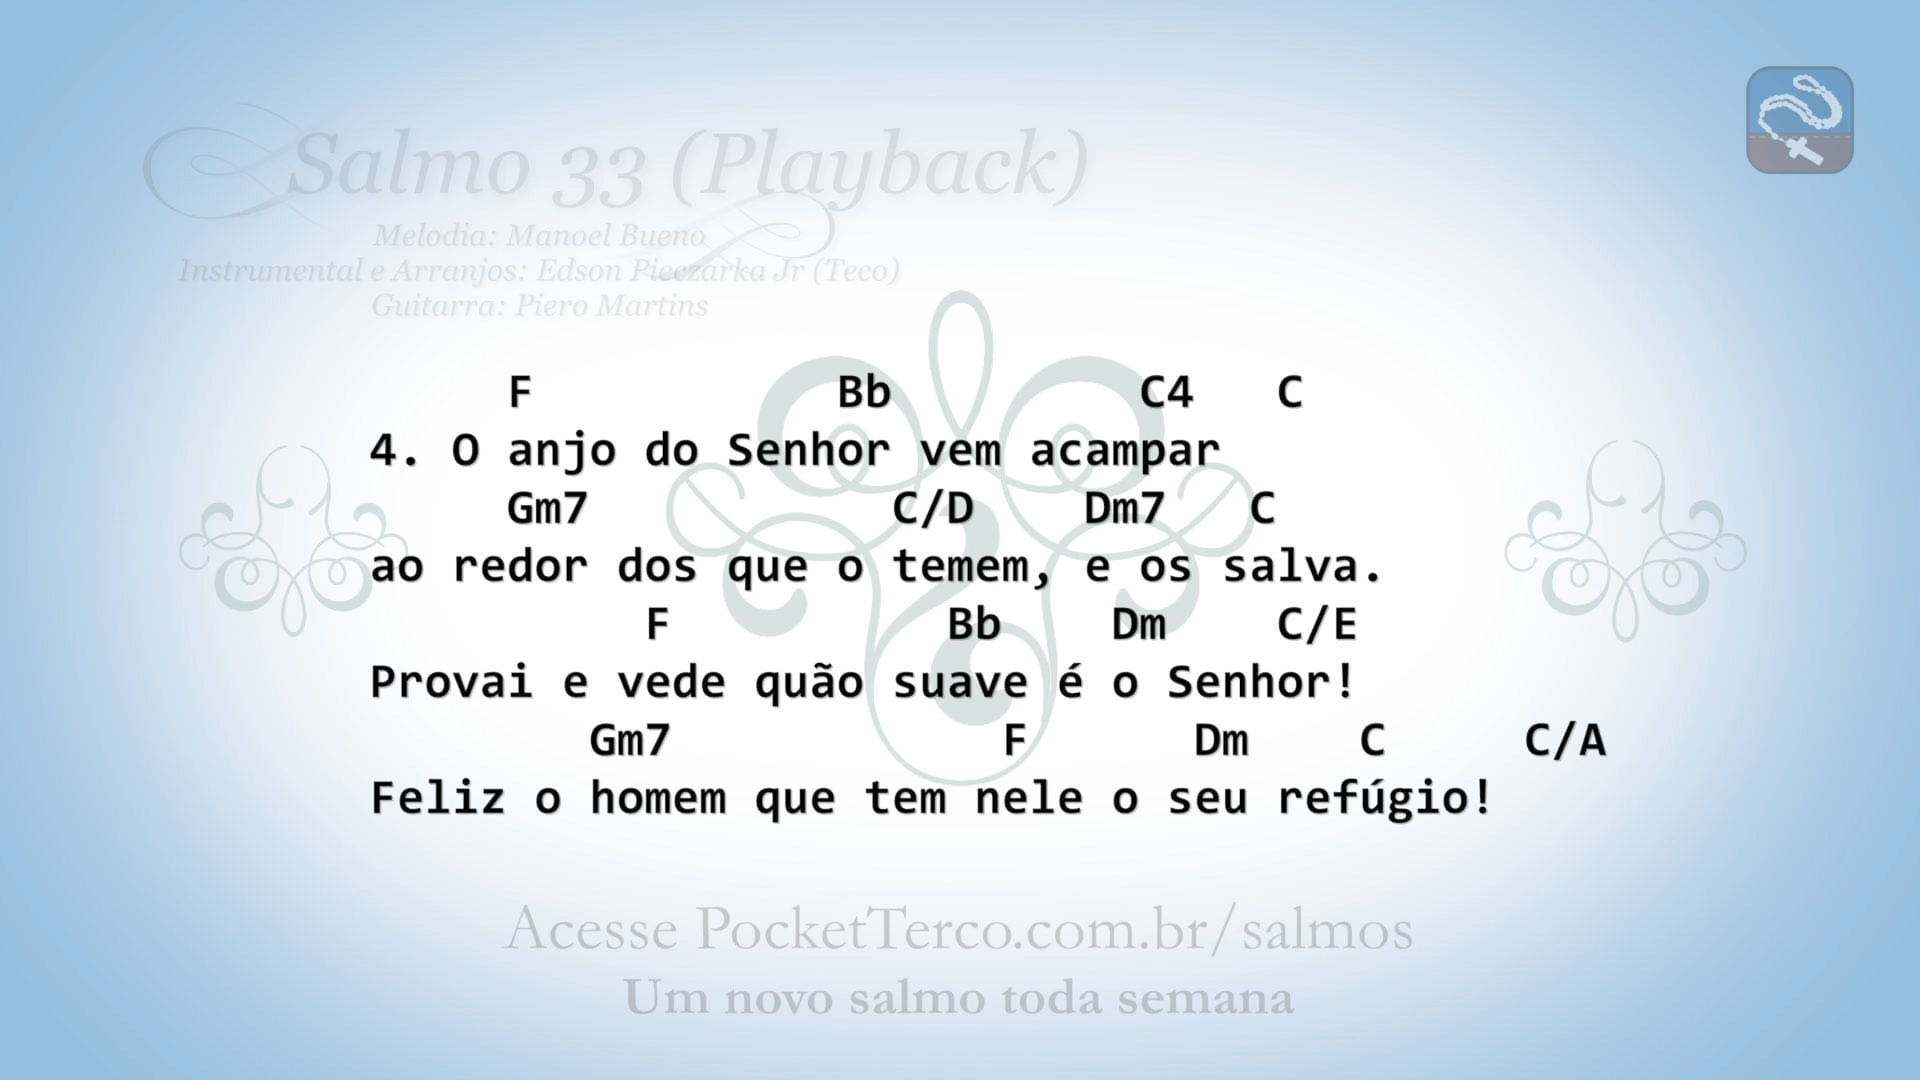 Salmo 33 (Playback)
Melodia: Manoel Bueno
Instrumental e Arranjos: Edson Pieczarka Jr (Teco)
Guitarra: Piero Martins
F Bb C4 C
4. O anjo do Senhor vem acampar
Gm7 C/D Dm7 C
ao redor dos que o temem, e os salva.
F Bb Dm C/E
Provai e vede quão suave é o Senhor!
Gm7 F Dm C C/A
Feliz o homem que tem nele o seu refúgio!
Acesse PocketTerco.com.br/salmos
Um novo salmo toda semana